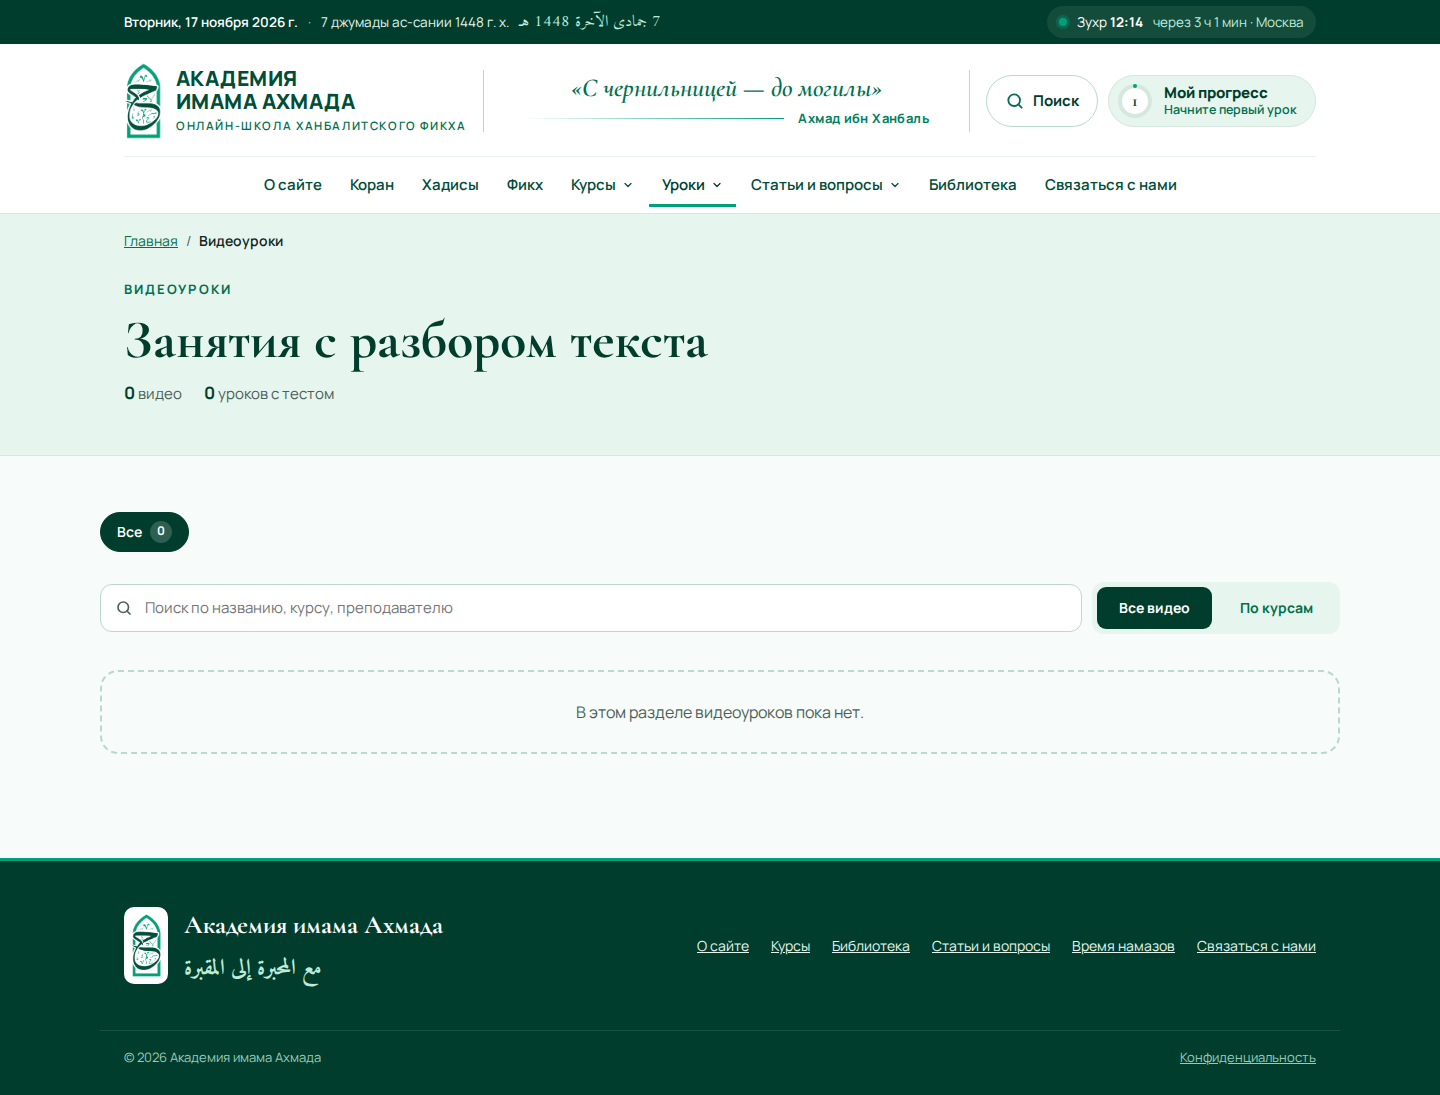 Вторник, 17 ноября 2026 г. · 7 джумады ас-сании 1448 г. х. 7 جمادى الآخرة 1448 هـ
Зухр 12:14 через 3 ч 1 мин · Москва
АКАДЕМИЯ
ИМАМА АХМАДА
ОНЛАЙН-ШКОЛА ХАНБАЛИТСКОГО ФИКХА
«С чернильницей — до могилы»
Ахмад ибн Ханбаль
Поиск
1
Мой прогресс
Начните первый урок
О сайте Коран Хадисы Фикх Курсы Уроки Статьи и вопросы Библиотека Связаться с нами
Главная / Видеоуроки
ВИДЕОУРОКИ
Занятия с разбором текста
0 видео 0 уроков с тестом
Все 0
Поиск по названию, курсу, преподавателю
Все видео По курсам
В этом разделе видеоуроков пока нет.
Академия имама Ахмада
مع المحبرة إلى المقبرة
О сайте Курсы Библиотека Статьи и вопросы Время намазов Связаться с нами
© 2026 Академия имама Ахмада
Конфиденциальность